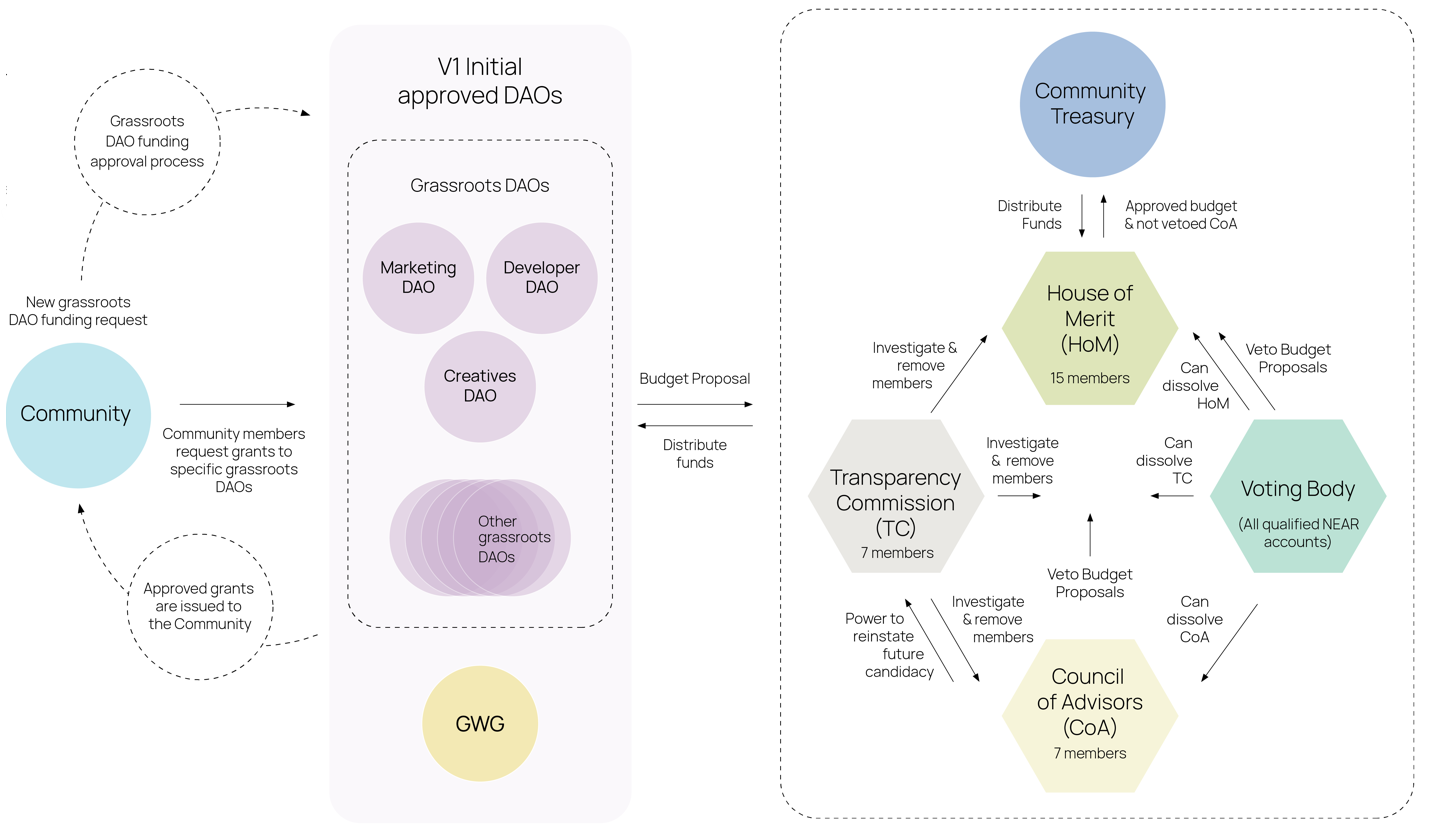 Grassroots
DAO funding
approval process
New grassroots
DAO funding request
Community
Community members
request grants to
specific grassroots
DAOs
Approved grants
are issued to
the Community
V1 Initial
approved DAOs
Grassroots DAOs
Marketing
DAO
Developer
DAO
Creatives
DAO
Other
grassroots
DAOs
GWG
Budget Proposal
Distribute
funds
Community
Treasury
Distribute
Funds
Approved budget
& not vetoed CoA
House of
Merit
(HoM)
15 members
Investigate &
remove
members
Can
dissolve
HoM
Veto Budget
Proposals
Transparency
Commission
(TC)
7 members
Investigate
& remove
members
Can
dissolve
TC
Voting Body
(All qualified NEAR
accounts)
Veto Budget
Proposals
Power to
reinstate
future
candidacy
Investigate
& remove
members
Can
dissolve
CoA
Council
of Advisors
(CoA)
7 members